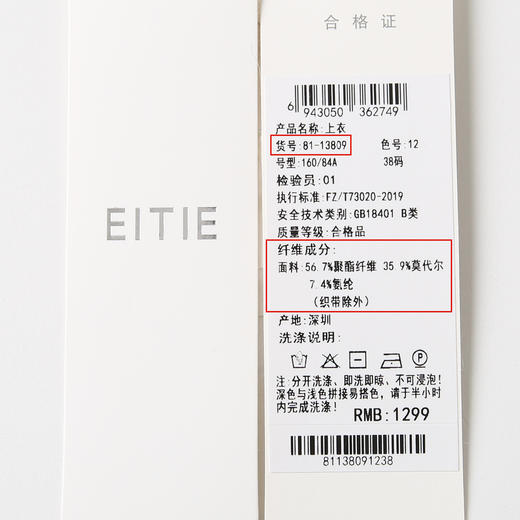 EITIE
合格证
6 943050 362749
产品名称:上衣
货号:81-13809 色号:12
号型:160/84A 38码
检验员:01
执行标准:FZ/T73020-2019
安全技术类别:GB18401 B类
质量等级:合格品
纤维成分:
面料:56.7%聚酯纤维 35.9%莫代尔
7.4%氨纶
(织带除外)
产地:深圳
洗涤说明:
注:分开洗涤、即洗即晾、不可浸泡!
深色与浅色拼接易搭色,请于半小时
内完成洗涤!
RMB:1299
81138091238